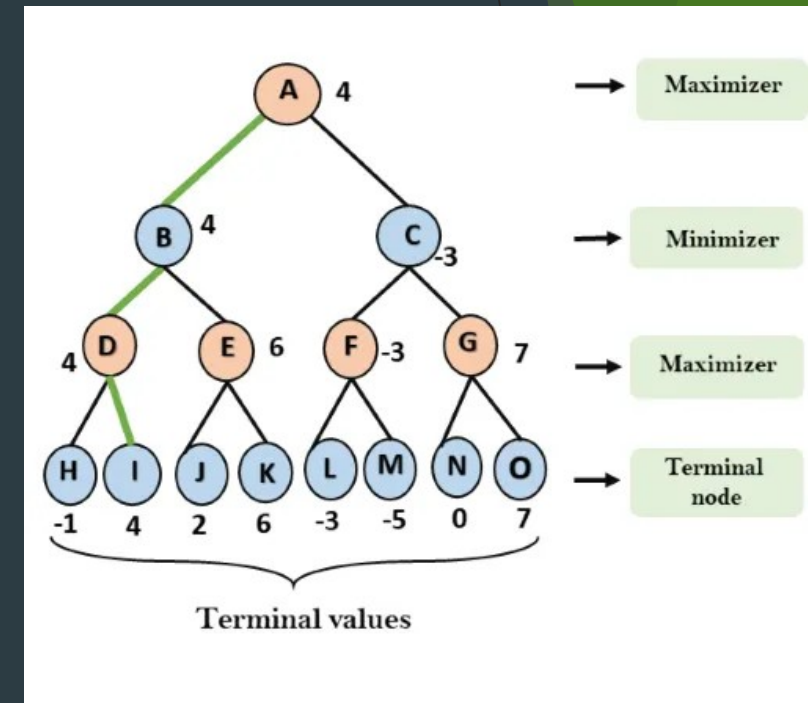 A 4
Maximizer
B 4
C -3
Minimizer
4 D
E 6
F -3
G 7
Maximizer
H I J K L M N O
Terminal
node
-1 4 2 6 -3 -5 0 7
Terminal values